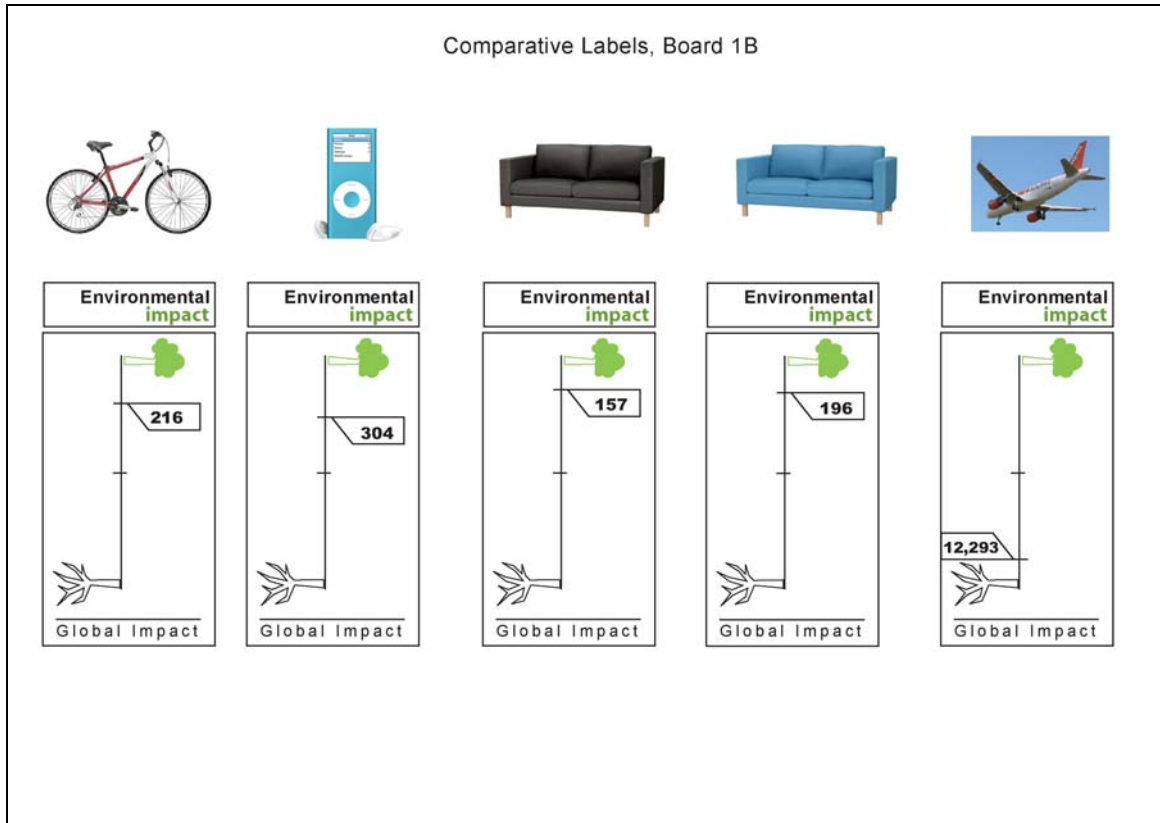 Comparative Labels, Board 1B
Environmental
impact
216
Global Impact
Environmental
impact
304
Global Impact
Environmental
impact
157
Global Impact
Environmental
impact
196
Global Impact
Environmental
impact
12,293
Global Impact